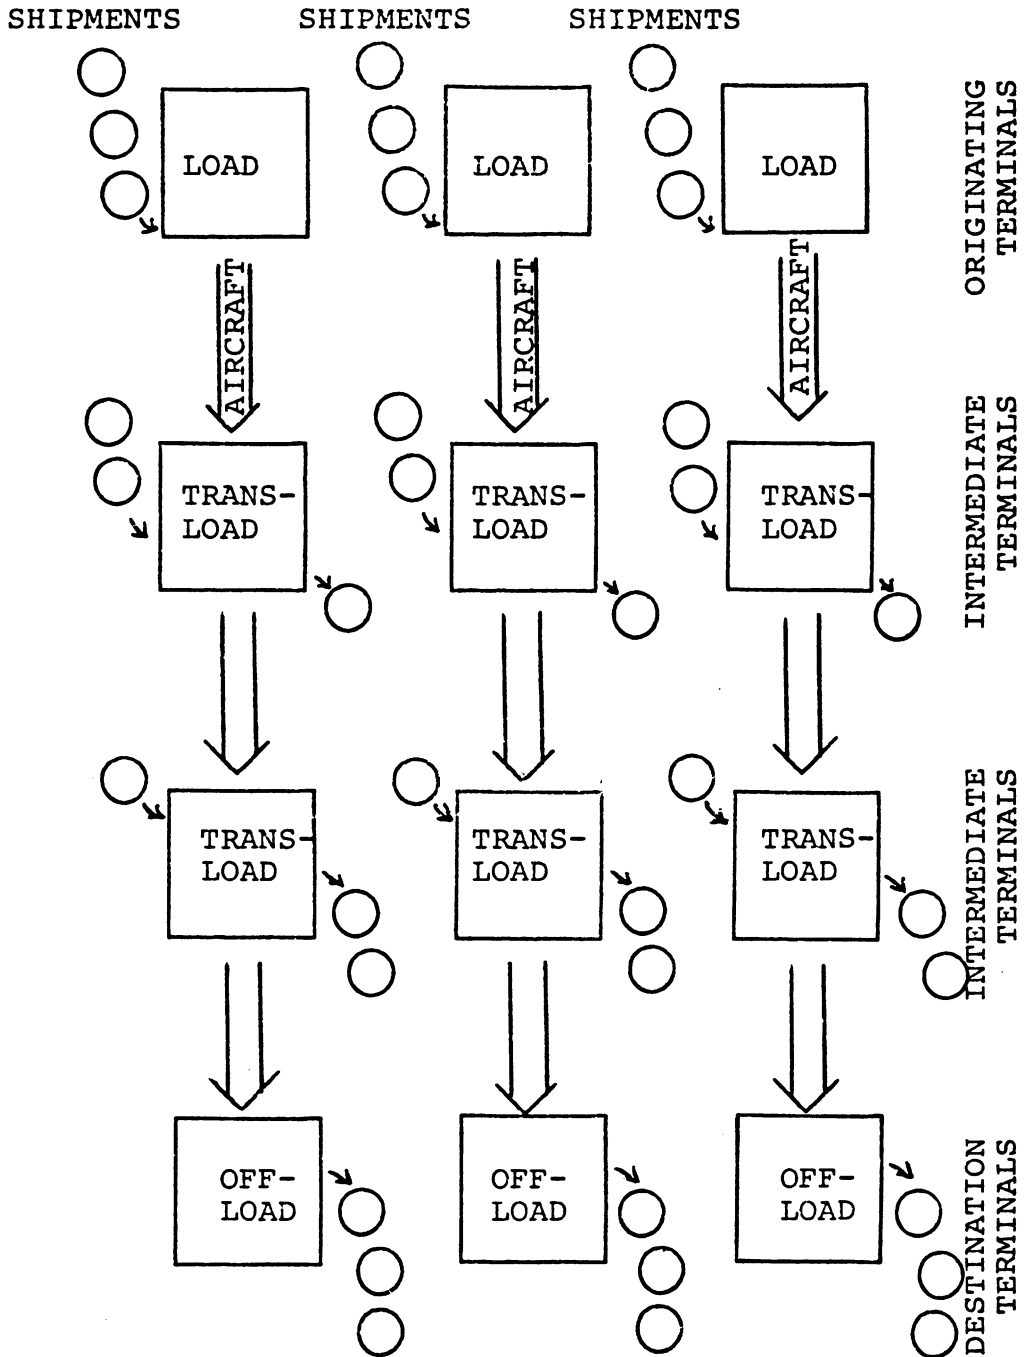 SHIPMENTS SHIPMENTS SHIPMENTS
LOAD LOAD LOAD
ORIGINATING
TERMINALS
AIRCRAFT AIRCRAFT AIRCRAFT
TRANS- TRANS- TRANS-
LOAD LOAD LOAD
INTERMEDIATE
TERMINALS
TRANS- TRANS- TRANS-
LOAD LOAD LOAD
INTERMEDIATE
TERMINALS
OFF- OFF- OFF-
LOAD LOAD LOAD
DESTINATION
TERMINALS